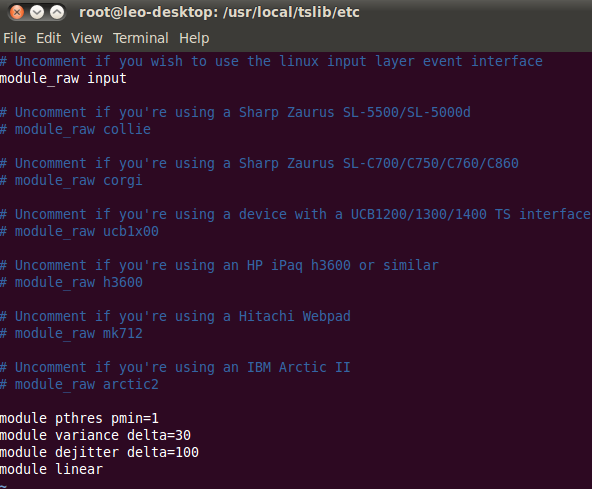 root@leo-desktop: /usr/local/tslib/etc
File Edit View Terminal Help
# Uncomment if you wish to use the linux input layer event interface
module_raw input
# Uncomment if you're using a Sharp Zaurus SL-5500/SL-5000d
# module_raw collie
# Uncomment if you're using a Sharp Zaurus SL-C700/C750/C760/C860
# module_raw corgi
# Uncomment if you're using a device with a UCB1200/1300/1400 TS interface
# module_raw ucb1x00
# Uncomment if you're using an HP iPaq h3600 or similar
# module_raw h3600
# Uncomment if you're using a Hitachi Webpad
# module_raw mk712
# Uncomment if you're using an IBM Arctic II
# module_raw arctic2
module pthres pmin=1
module variance delta=30
module dejitter delta=100
module linear
~